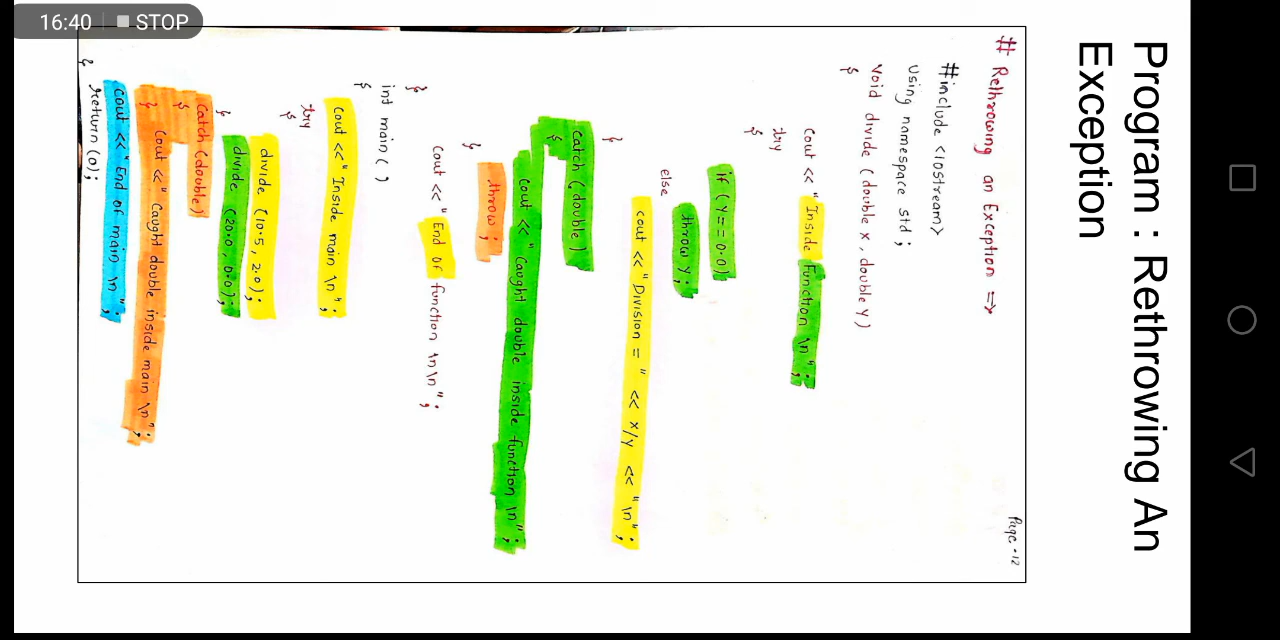 16:40 STOP
Program : Rethrowing An
Exception
Page - 12
# Rethrowing an Exception =>
#include <iostream>
Using namespace std ;
Void divide ( double x , double y )
{
cout << " Inside Function \n" ;
try
{
if ( y == 0.0 )
throw y ;
else
cout << " Division = " << x/y << " \n" ;
}
Catch ( double )
{
Cout << " Caught double inside function \n" ;
throw ;
}
Cout << " End Of function \n\n" ;
}
int main ( )
{
Cout << " Inside main \n" ;
try
{
divide (10.5 , 2.0) ;
divide (20.0 , 0.0) ;
}
Catch (double)
{
Cout << " Caught double inside main \n" ;
}
Cout << " End of main \n" ;
return (0) ;
}